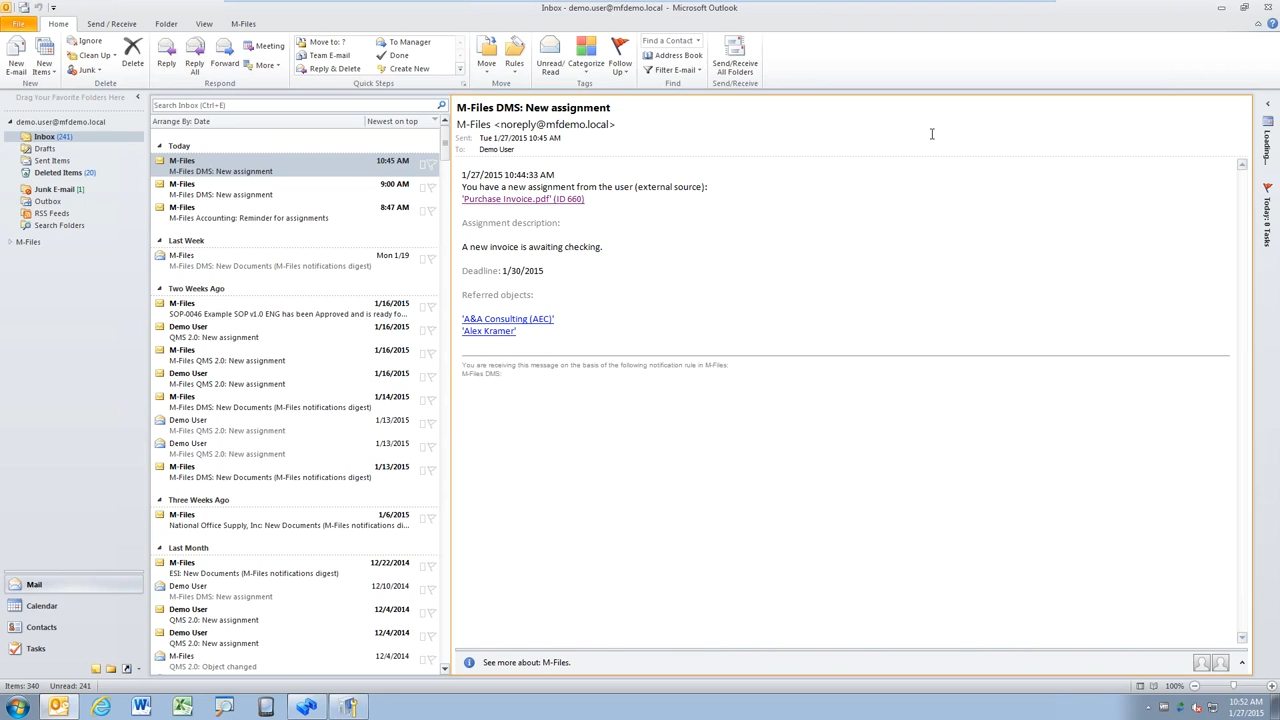 Inbox - demo.user@mfdemo.local - Microsoft Outlook
File Home Send / Receive Folder View M-Files
New E-mail
New Items
Ignore
Clean Up
Junk
Delete
Reply
Reply All
Forward
Meeting
More
Move to: ?
Team E-mail
Reply & Delete
To Manager
Done
Create New
Move
Rules
Unread/ Read
Categorize
Follow Up
Find a Contact
Address Book
Filter E-mail
Send/Receive All Folders
New Delete Respond Quick Steps Move Tags Find Send/Receive
Drag Your Favorite Folders Here
demo.user@mfdemo.local
Inbox (241)
Drafts
Sent Items
Deleted Items (20)
Junk E-mail [1]
Outbox
RSS Feeds
Search Folders
M-Files
Mail
Calendar
Contacts
Tasks
Search Inbox (Ctrl+E)
Arrange By: Date Newest on top
Today
M-Files 10:45 AM
M-Files DMS: New assignment
M-Files 9:00 AM
M-Files DMS: New assignment
M-Files 8:47 AM
M-Files Accounting: Reminder for assignments
Last Week
M-Files Mon 1/19
M-Files DMS: New Documents (M-Files notifications digest)
Two Weeks Ago
M-Files 1/16/2015
SOP-0046 Example SOP v1.0 ENG has been Approved and is ready fo...
Demo User 1/16/2015
QMS 2.0: New assignment
M-Files 1/16/2015
M-Files QMS 2.0: New assignment
Demo User 1/16/2015
M-Files QMS 2.0: New assignment
M-Files 1/14/2015
M-Files DMS: New Documents (M-Files notifications digest)
Demo User 1/13/2015
M-Files QMS 2.0: New assignment
Demo User 1/13/2015
M-Files QMS 2.0: New assignment
M-Files 1/13/2015
M-Files DMS: New Documents (M-Files notifications digest)
Three Weeks Ago
M-Files 1/6/2015
National Office Supply, Inc: New Documents (M-Files notifications di...
Last Month
M-Files 12/22/2014
ESI: New Documents (M-Files notifications digest)
Demo User 12/10/2014
M-Files DMS: New assignment
Demo User 12/4/2014
QMS 2.0: New assignment
Demo User 12/4/2014
M-Files QMS 2.0: New assignment
M-Files 12/4/2014
QMS 2.0: Object changed
M-Files DMS: New assignment
M-Files <noreply@mfdemo.local>
Sent: Tue 1/27/2015 10:45 AM
To: Demo User
1/27/2015 10:44:33 AM
You have a new assignment from the user (external source):
'Purchase Invoice.pdf' (ID 660)
Assignment description:
A new invoice is awaiting checking.
Deadline: 1/30/2015
Referred objects:
'A&A Consulting (AEC)'
'Alex Kramer'
You are receiving this message on the basis of the following notification rule in M-Files:
M-Files DMS:
See more about: M-Files.
Loading...
Today: 8 Tasks
Items: 340 Unread: 241
100%
10:52 AM
1/27/2015